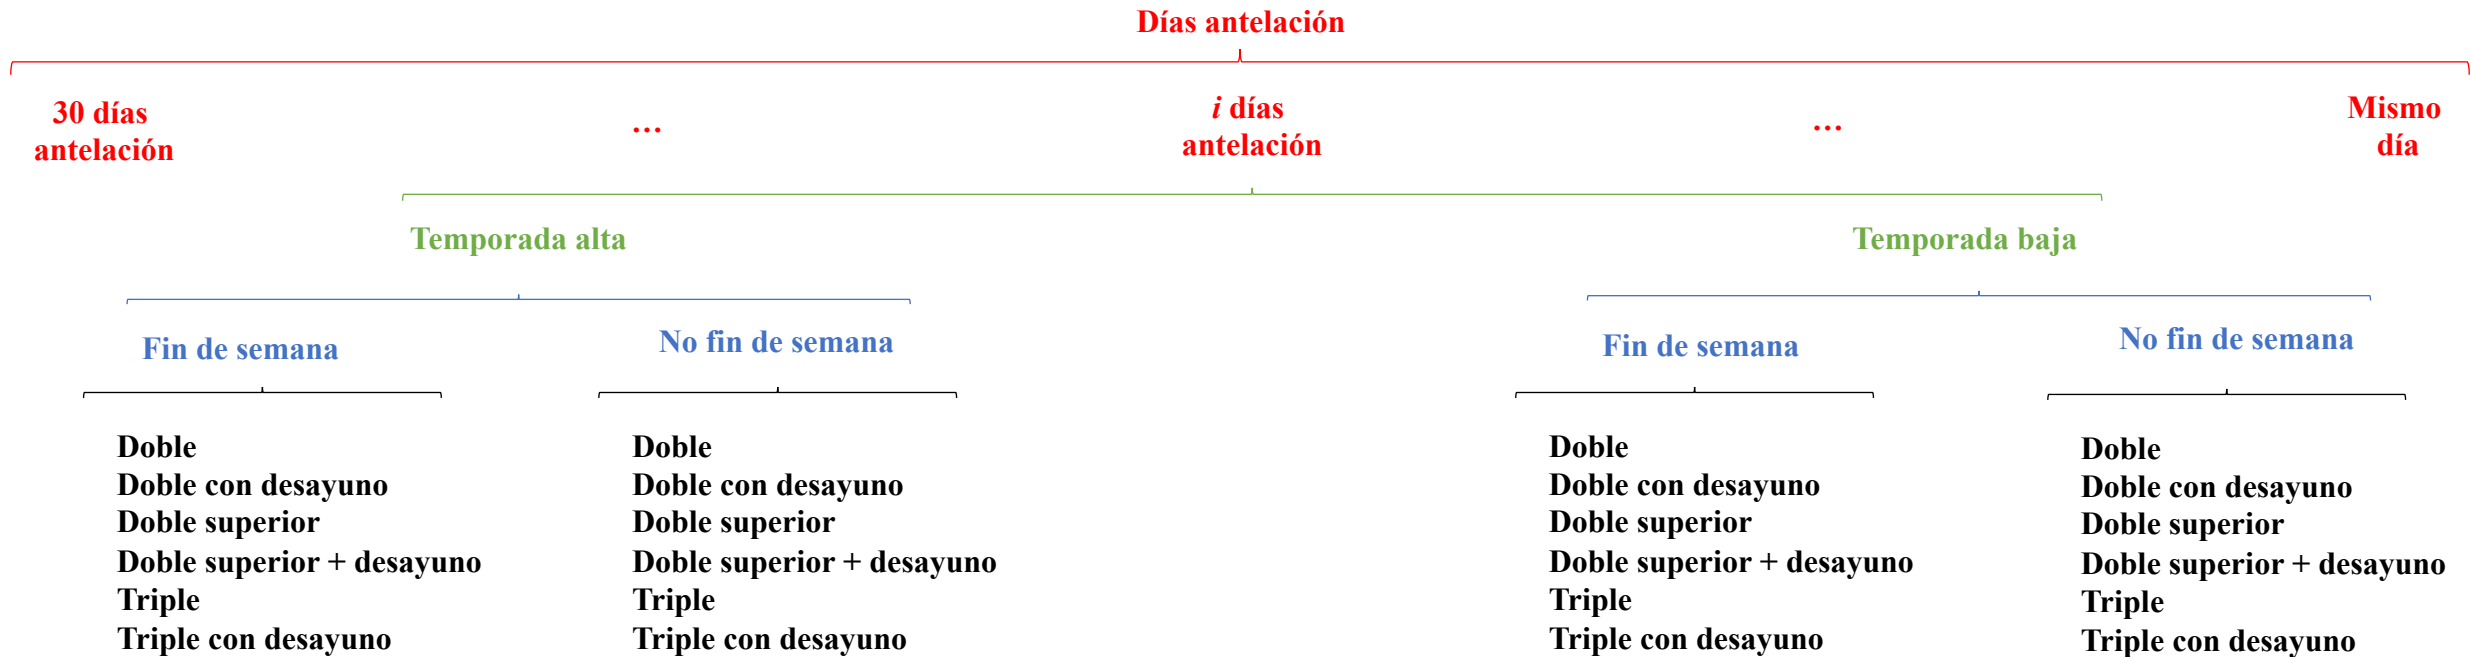 Días antelación
30 días
antelación
...
i días
antelación
...
Mismo
día
Temporada alta
Temporada baja
Fin de semana
No fin de semana
Fin de semana
No fin de semana
Doble
Doble con desayuno
Doble superior
Doble superior + desayuno
Triple
Triple con desayuno
Doble
Doble con desayuno
Doble superior
Doble superior + desayuno
Triple
Triple con desayuno
Doble
Doble con desayuno
Doble superior
Doble superior + desayuno
Triple
Triple con desayuno
Doble
Doble con desayuno
Doble superior
Doble superior + desayuno
Triple
Triple con desayuno